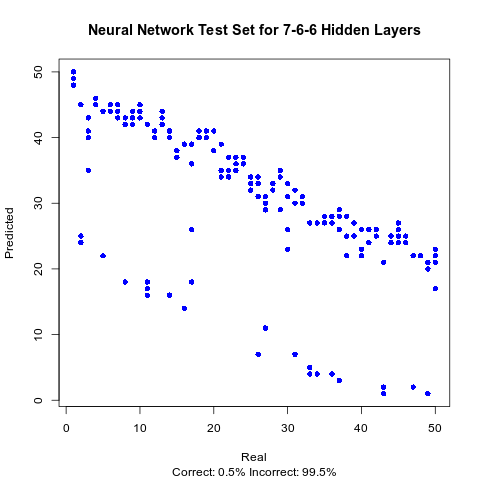 Neural Network Test Set for 7-6-6 Hidden Layers
Predicted
50
40
30
20
10
0
0 10 20 30 40 50
Real
Correct: 0.5% Incorrect: 99.5%